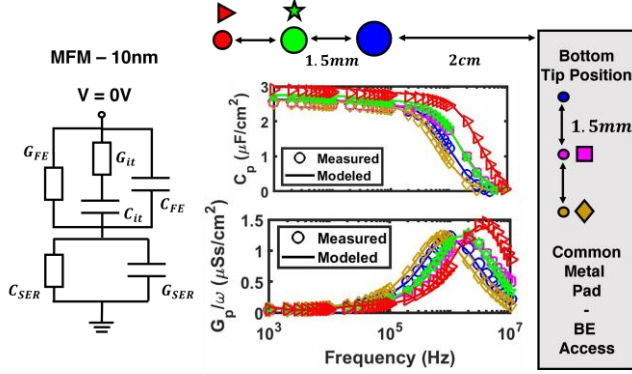 MFM – 10nm
V = 0V
G_FE
G_it
C_it
C_FE
C_SER
G_SER
1.5mm
2cm
C_p (μF/cm²)
3
2
1
0
Measured
Modeled
G_p/ω (μSs/cm²)
1.5
1
0.5
0
Measured
Modeled
10³ 10⁵ 10⁷
Frequency (Hz)
Bottom
Tip Position
1.5mm
Common
Metal
Pad
-
BE
Access